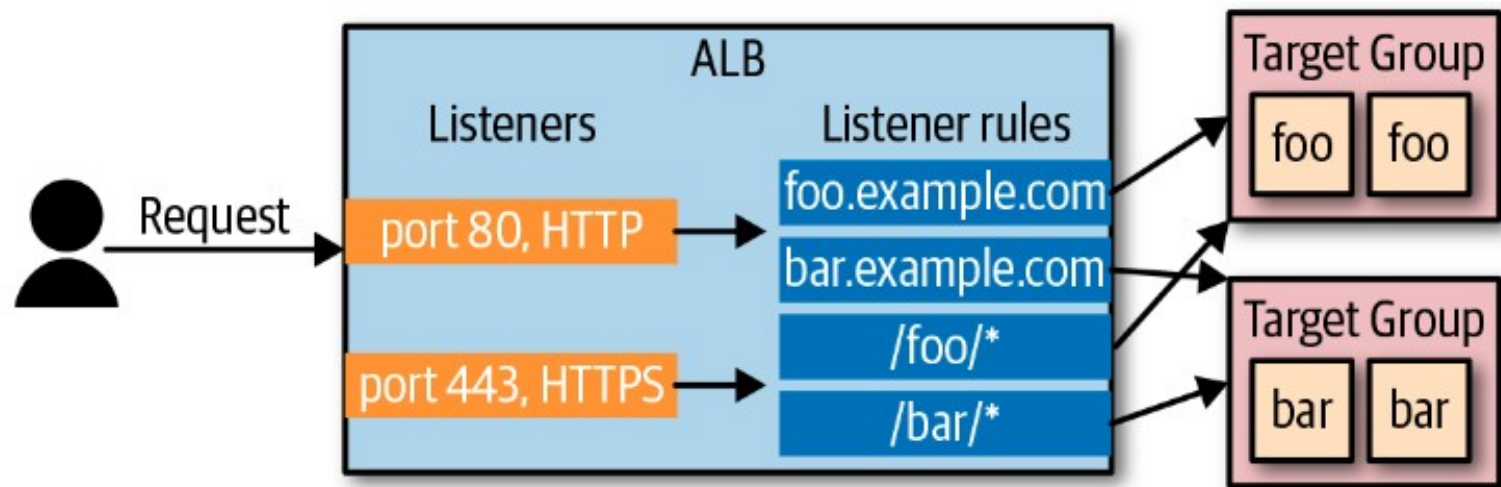 ALB
Listeners
Listener rules
Request
port 80, HTTP
port 443, HTTPS
foo.example.com
bar.example.com
/foo/*
/bar/*
Target Group
foo foo
Target Group
bar bar